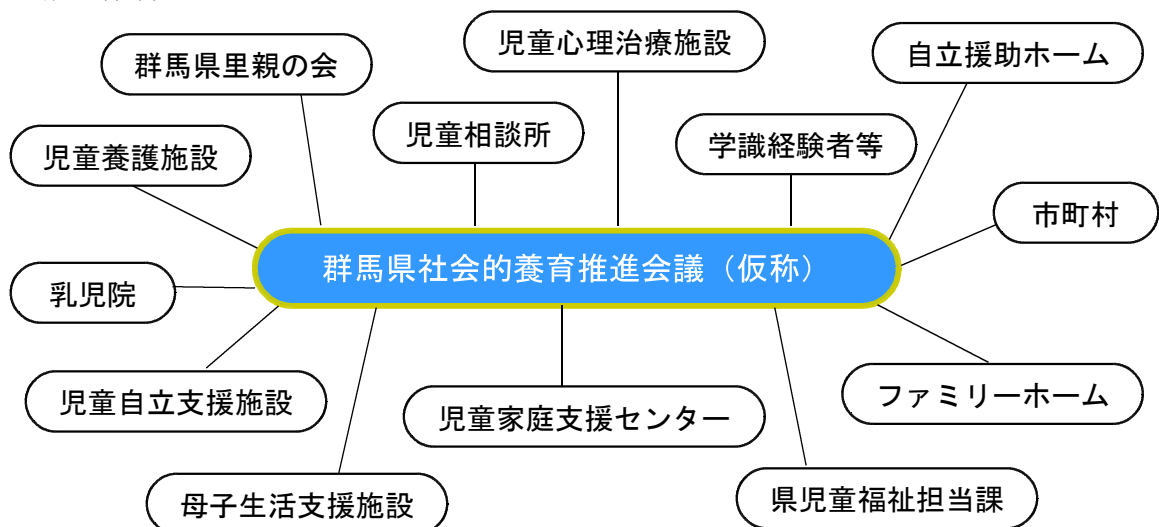 児童心理治療施設
群馬県里親の会
自立援助ホーム
児童相談所
学識経験者等
児童養護施設
市町村
群馬県社会的養育推進会議（仮称）
乳児院
児童自立支援施設
児童家庭支援センター
ファミリーホーム
母子生活支援施設
県児童福祉担当課